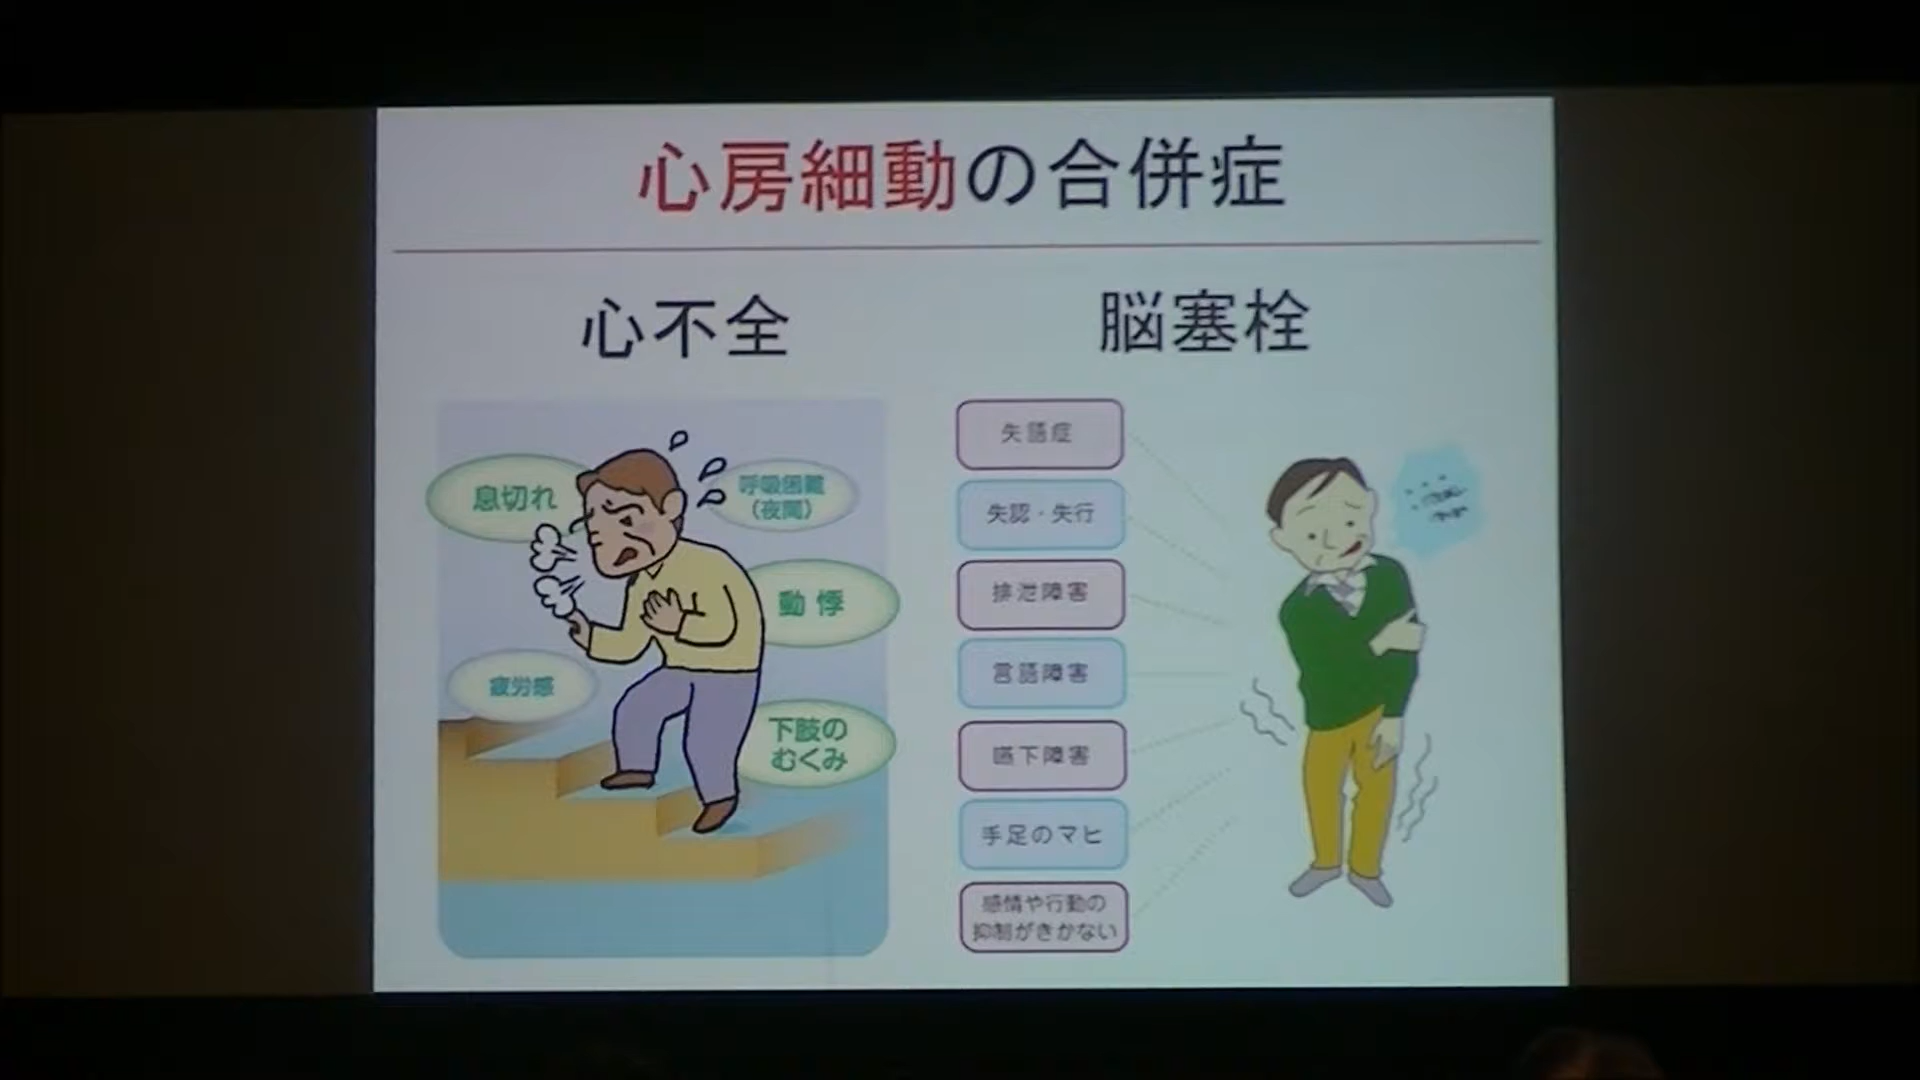 心房細動の合併症
心不全
脳塞栓
息切れ
呼吸困難
（夜間）
動悸
疲労感
下肢の
むくみ
失語症
失認・失行
排泄障害
言語障害
嚥下障害
手足のマヒ
感情や行動の
抑制がきかない